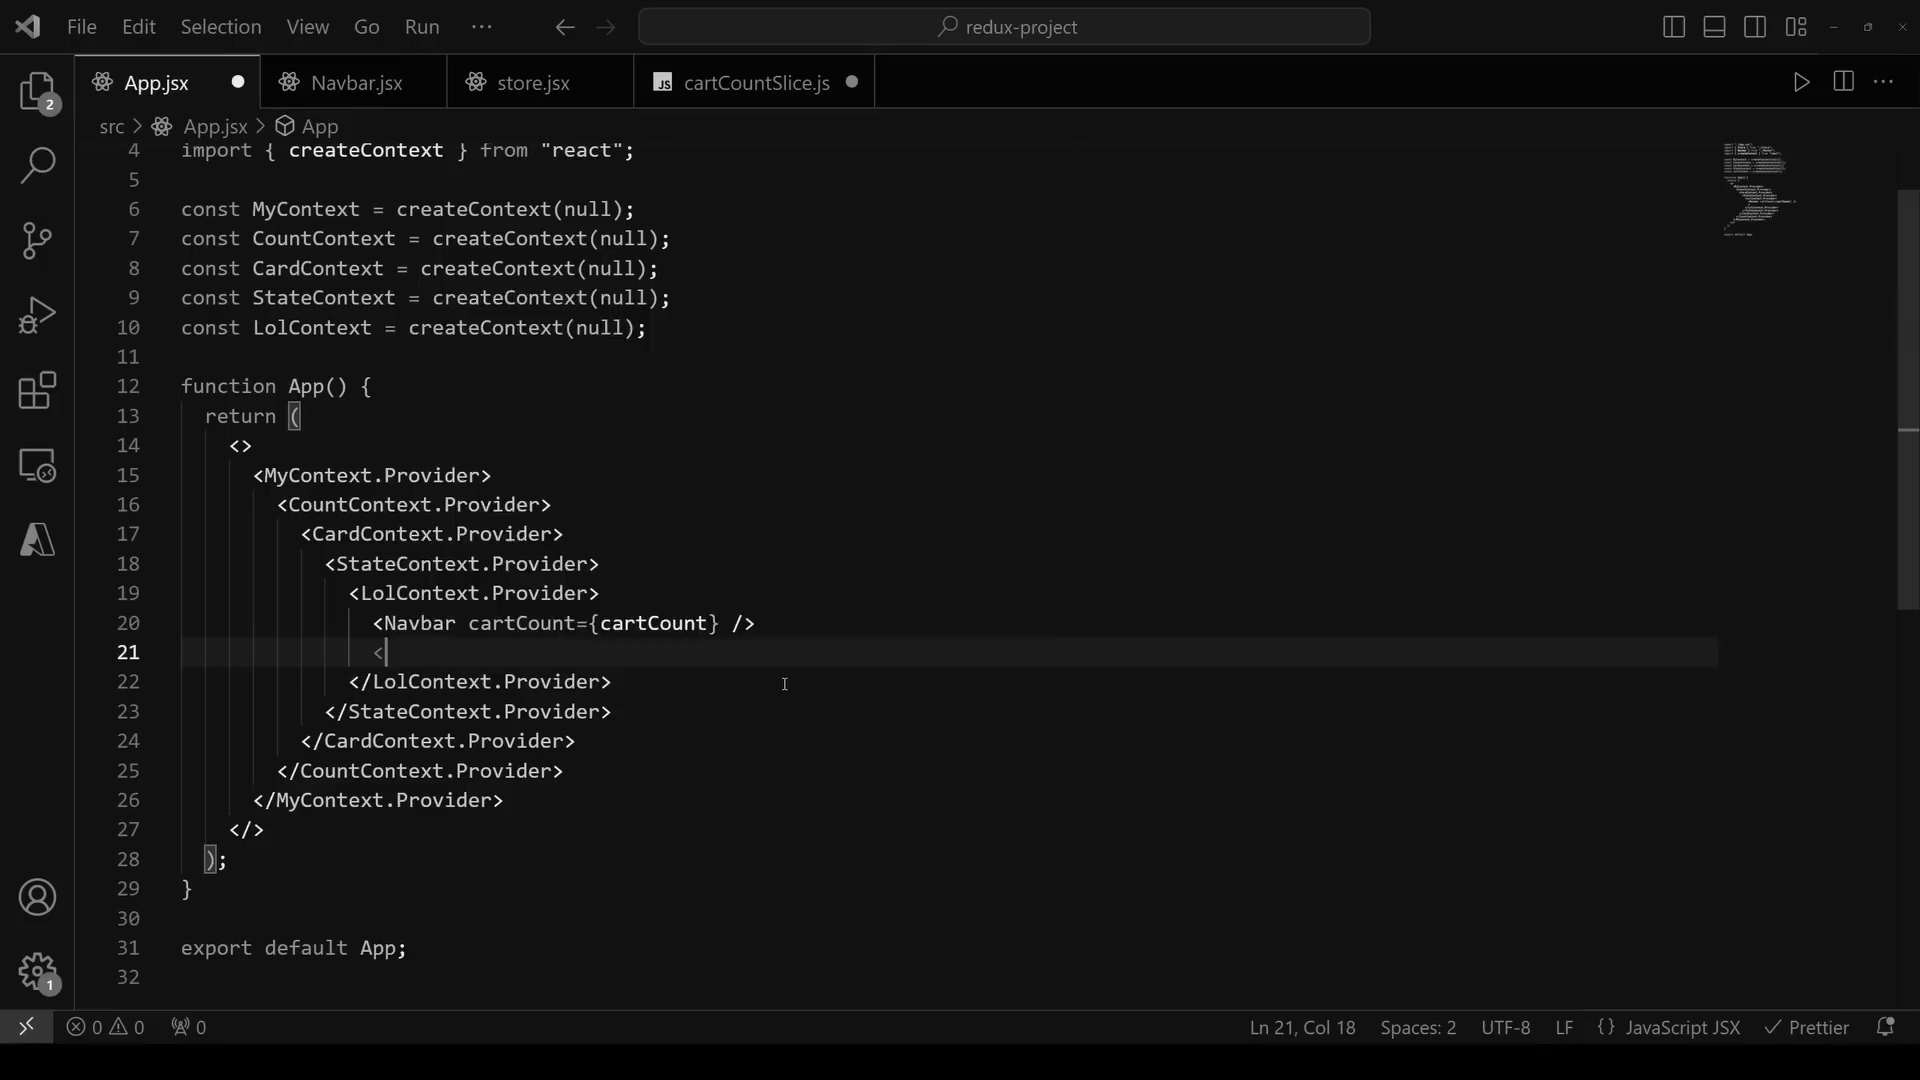 File Edit Selection View Go Run ···
redux-project
App.jsx
Navbar.jsx
store.jsx
JS cartCountSlice.js
2
src > App.jsx > App
4 import { createContext } from "react";
5
6 const MyContext = createContext(null);
7 const CountContext = createContext(null);
8 const CardContext = createContext(null);
9 const StateContext = createContext(null);
10 const LolContext = createContext(null);
11
12 function App() {
13 return (
14 <>
15 <MyContext.Provider>
16 <CountContext.Provider>
17 <CardContext.Provider>
18 <StateContext.Provider>
19 <LolContext.Provider>
20 <Navbar cartCount={cartCount} />
21 <
22 </LolContext.Provider>
23 </StateContext.Provider>
24 </CardContext.Provider>
25 </CountContext.Provider>
26 </MyContext.Provider>
27 </>
28 );
29 }
30
31 export default App;
32
1
0 0 0
Ln 21, Col 18 Spaces: 2 UTF-8 LF {} JavaScript JSX Prettier